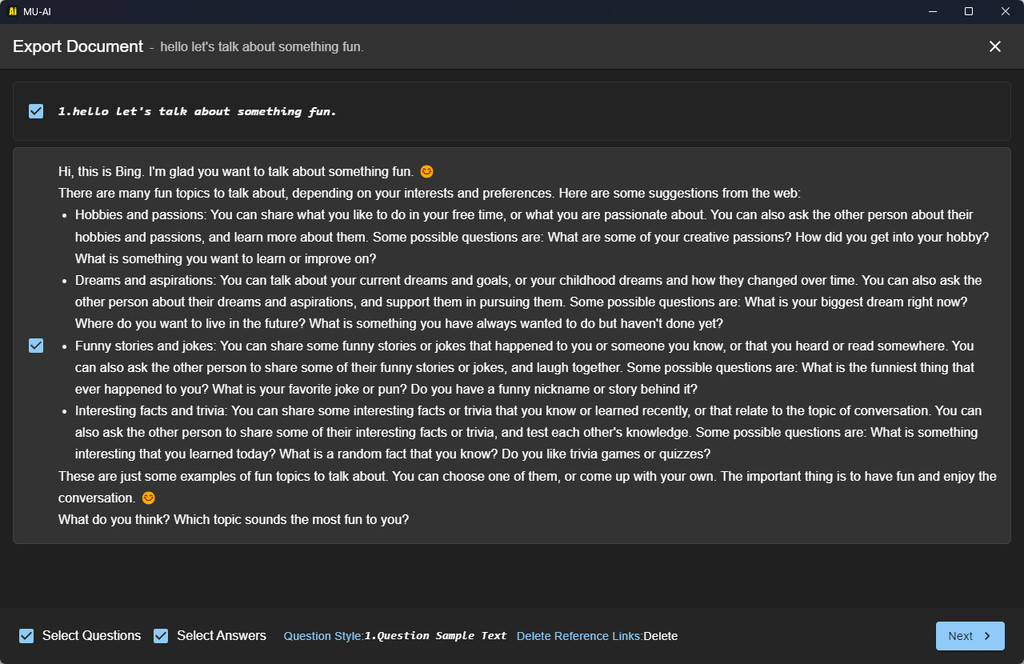 Ai MU-AI
Export Document - hello let's talk about something fun.
1.hello let's talk about something fun.
Hi, this is Bing. I'm glad you want to talk about something fun. 😊
There are many fun topics to talk about, depending on your interests and preferences. Here are some suggestions from the web:
• Hobbies and passions: You can share what you like to do in your free time, or what you are passionate about. You can also ask the other person about their
hobbies and passions, and learn more about them. Some possible questions are: What are some of your creative passions? How did you get into your hobby?
What is something you want to learn or improve on?
• Dreams and aspirations: You can talk about your current dreams and goals, or your childhood dreams and how they changed over time. You can also ask the
other person about their dreams and aspirations, and support them in pursuing them. Some possible questions are: What is your biggest dream right now?
Where do you want to live in the future? What is something you have always wanted to do but haven't done yet?
• Funny stories and jokes: You can share some funny stories or jokes that happened to you or someone you know, or that you heard or read somewhere. You
can also ask the other person to share some of their funny stories or jokes, and laugh together. Some possible questions are: What is the funniest thing that
ever happened to you? What is your favorite joke or pun? Do you have a funny nickname or story behind it?
• Interesting facts and trivia: You can share some interesting facts or trivia that you know or learned recently, or that relate to the topic of conversation. You can
also ask the other person to share some of their interesting facts or trivia, and test each other's knowledge. Some possible questions are: What is something
interesting that you learned today? What is a random fact that you know? Do you like trivia games or quizzes?
These are just some examples of fun topics to talk about. You can choose one of them, or come up with your own. The important thing is to have fun and enjoy the
conversation. 😊
What do you think? Which topic sounds the most fun to you?
Select Questions Select Answers Question Style:1.Question Sample Text Delete Reference Links:Delete Next